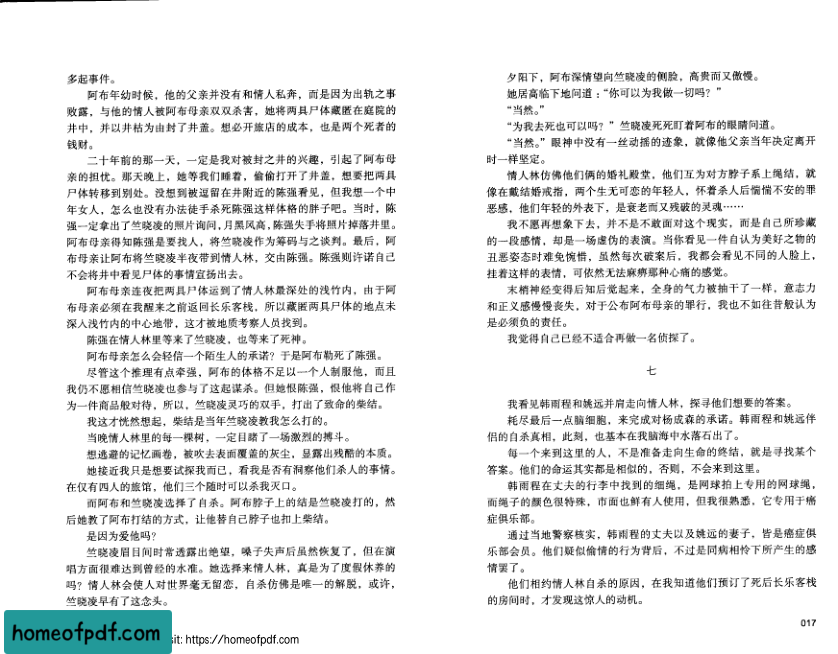 多起事件。
阿布年幼时候，他的父亲并没有和情人私奔，而是因为出轨之事
败露，与他的情人被阿布母亲双双杀害，她将两具尸体藏匿在庭院的
井中，并以井枯为由封了井盖。想必开旅店的成本，也是两个死者的
钱财。
二十年前的那一天，一定是我对被封之井的兴趣，引起了阿布母
亲的担忧。那天晚上，她等我们睡着，偷偷打开了井盖，想要把两具
尸体转移到别处。没想到被逗留在井附近的陈强看见，但我想一个中
年女人，怎么也没有办法徒手杀死陈强这样体格的胖子吧。当时，陈
强一定拿出了竺晓凌的照片询问，月黑风高，陈强失手将照片掉落井里。
阿布母亲得知陈强是要找人，将竺晓凌作为筹码与之谈判。最后，阿
布母亲让阿布将竺晓凌半夜带到情人林，交由陈强。陈强则许诺自己
不会将井中看见尸体的事情宣扬出去。
阿布母亲连夜把两具尸体运到了情人林最深处的浅竹内，由于阿
布母亲必须在我醒来之前返回长乐客栈，所以藏匿两具尸体的地点未
深入浅竹内的中心地带，这才被地质考察人员找到。
陈强在情人林里等来了竺晓凌，也等来了死神。
阿布母亲怎么会轻信一个陌生人的承诺？于是阿布勒死了陈强。
尽管这个推理有点牵强，阿布的体格不足以一个人制服他，而且
我仍不愿相信竺晓凌也参与了这起谋杀。但她恨陈强，恨他将自己作
为一件商品般对待，所以，竺晓凌灵巧的双手，打出了致命的柴结。
我这才恍然想起，柴结是当年竺晓凌教我怎么打的。
当晚情人林里的每一棵树，一定目睹了一场激烈的搏斗。
想逃避的记忆画卷，被吹去表面覆盖的灰尘，显露出残酷的本质。
她接近我只是想要试探我而已，看我是否有洞察他们杀人的事情。
在仅有四人的旅馆，他们三个随时可以杀我灭口。
而阿布和竺晓凌选择了自杀。阿布脖子上的结是竺晓凌打的，然
后她教了阿布打结的方式，让他替自己脖子也扣上柴结。
是因为爱他吗？
竺晓凌眉目间时常透露出绝望，嗓子失声后虽然恢复了，但在演
唱方面很难达到曾经的水准。她选择来情人林，真是为了度假休养的
吗？情人林会使人对世界毫无留恋，自杀仿佛是唯一的解脱，或许，
竺晓凌早有了这念头。
夕阳下，阿布深情望向竺晓凌的侧脸，高贵而又傲慢。
她居高临下地问道：“你可以为我做一切吗？”
“当然。”
“为我去死也可以吗？”竺晓凌死死盯着阿布的眼睛问道。
“当然。”眼神中没有一丝动摇的迹象，就像他父亲当年决定离开
时一样坚定。
情人林仿佛他们俩的婚礼殿堂，他们互为对方脖子系上绳结，就
像在戴结婚戒指，两个生无可恋的年轻人，怀着杀人后惴惴不安的罪
恶感，他们年轻的外表下，是衰老而又残破的灵魂……
我不愿再想象下去，并不是不敢面对这个现实，而是自己所珍藏
的一段感情，却是一场虚伪的表演。当你看见一件自认为美好之物的
丑恶姿态时难免惋惜，虽然每次破案后，我都会看见不同的人脸上，
挂着这样的表情，可依然无法麻痹那种心痛的感觉。
末梢神经变得后知后觉起来，全身的气力被抽干了一样，意志力
和正义感慢慢丧失，对于公布阿布母亲的罪行，我也不如往昔般认为
是必须负的责任。
我觉得自己已经不适合再做一名侦探了。
七
我看见韩雨程和姚远并肩走向情人林，探寻他们想要的答案。
耗尽最后一点脑细胞，来完成对杨成森的承诺。韩雨程和姚远伴
侣的自杀真相，此刻，也基本在我脑海中水落石出了。
每一个来到这里的人，不是准备走向生命的终结，就是寻找某个
答案。他们的命运其实都是相似的，否则，不会来到这里。
韩雨程在丈夫的行李中找到的细绳，是网球拍上专用的网球绳，
而绳子的颜色很特殊，市面也鲜有人使用，但我很熟悉，它专用于癌
症俱乐部。
通过当地警察核实，韩雨程的丈夫以及姚远的妻子，皆是癌症俱
乐部会员。他们疑似偷情的行为背后，不过是同病相怜下所产生的感
情罢了。
他们相约情人林自杀的原因，在我知道他们预订了死后长乐客栈
的房间时，才发现这惊人的动机。
017
homeofpdf.com
sit: https://homeofpdf.com